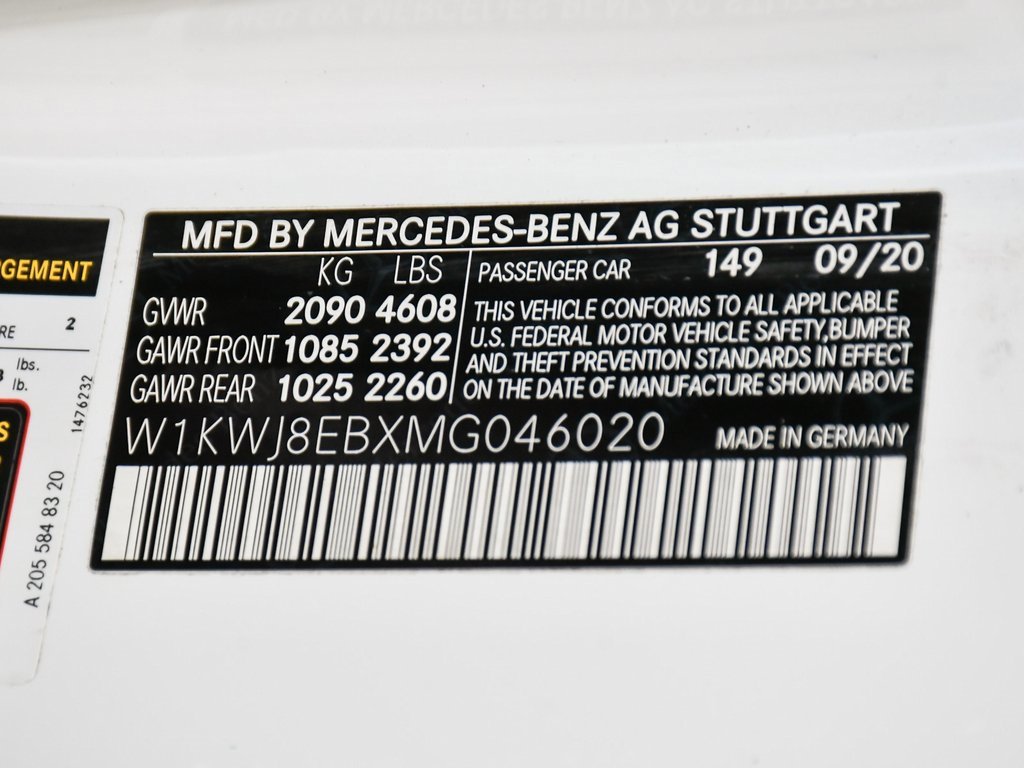 MFD BY MERCEDES-BENZ AG STUTTGART
KG LBS
GVWR 2090 4608
GAWR FRONT 1085 2392
GAWR REAR 1025 2260
PASSENGER CAR 149 09/20
THIS VEHICLE CONFORMS TO ALL APPLICABLE
U.S. FEDERAL MOTOR VEHICLE SAFETY,BUMPER
AND THEFT PREVENTION STANDARDS IN EFFECT
ON THE DATE OF MANUFACTURE SHOWN ABOVE
W1KWJ8EBXMG046020 MADE IN GERMANY
2
lbs.
lb.
1476232
A 205 584 83 20